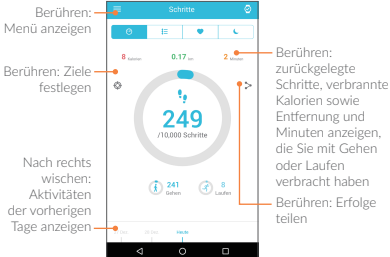 Berühren:
Menü anzeigen
Berühren: Ziele
festlegen
Nach rechts
wischen:
Aktivitäten
der vorherigen
Tage anzeigen
Schritte
8 Kalorien
0.17 km
2 Minuten
249
/10,000 Schritte
241
Gehen
8
Laufen
Heute
Berühren:
zurückgelegte
Schritte, verbrannte
Kalorien sowie
Entfernung und
Minuten anzeigen,
die Sie mit Gehen
oder Laufen
verbracht haben
Berühren: Erfolge
teilen